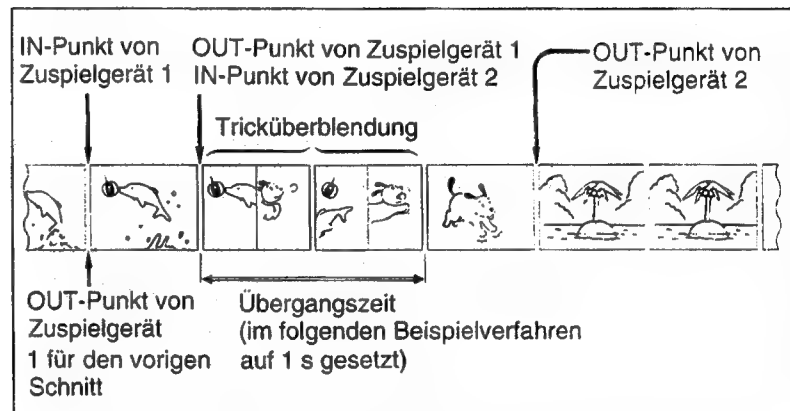 IN-Punkt von
Zuspielgerät 1
OUT-Punkt von Zuspielgerät 1
IN-Punkt von Zuspielgerät 2
OUT-Punkt von
Zuspielgerät 2
Tricküberblendung
OUT-Punkt von
Zuspielgerät
1 für den vorigen
Schnitt
Übergangszeit
(im folgenden Beispielverfahren
auf 1 s gesetzt)